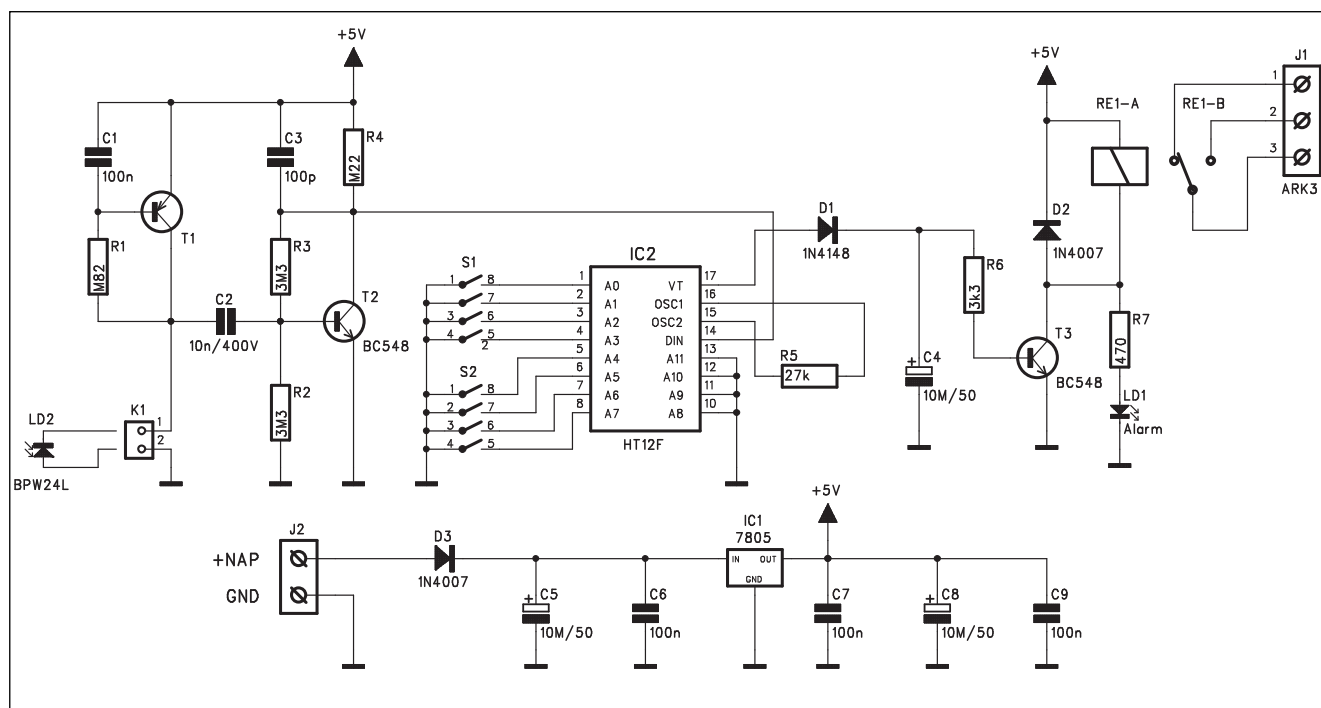 +5V
C1
100n
C3
100p
R4
M22
T1
R1
M82
R3
3M3
C2
10n/400V
T2
BC548
R2
3M3
K1
1
2
LD2
BPW24L
S1
1 8
7
3 6
4 5
2
S2
1 8
2 7
3 6
4 5
IC2
1 A0 VT 17
2 A1 OSC1 16
3 A2 OSC2 15
4 A3 DIN 14
5 A4 A11 13
6 A5 A10 12
7 A6 A9 11
8 A7 A8 10
HT12F
D1
1N4148
R5
27k
C4
+
10M/50
R6
3k3
+5V
RE1-A
RE1-B
J1
1
2
3
ARK3
D2
1N4007
T3
BC548
R7
470
LD1
Alarm
J2
+NAP
GND
D3
1N4007
C5
+
10M/50
C6
100n
IC1
7805
IN OUT
GND
+5V
C7
100n
C8
+
10M/50
C9
100n